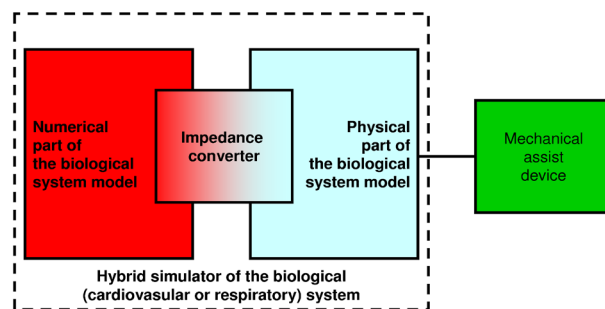 Numerical
part of
the biological
system model
Impedance
converter
Physical
part of
the biological
system model
Mechanical
assist
device
Hybrid simulator of the biological
(cardiovasal or respiratory) system